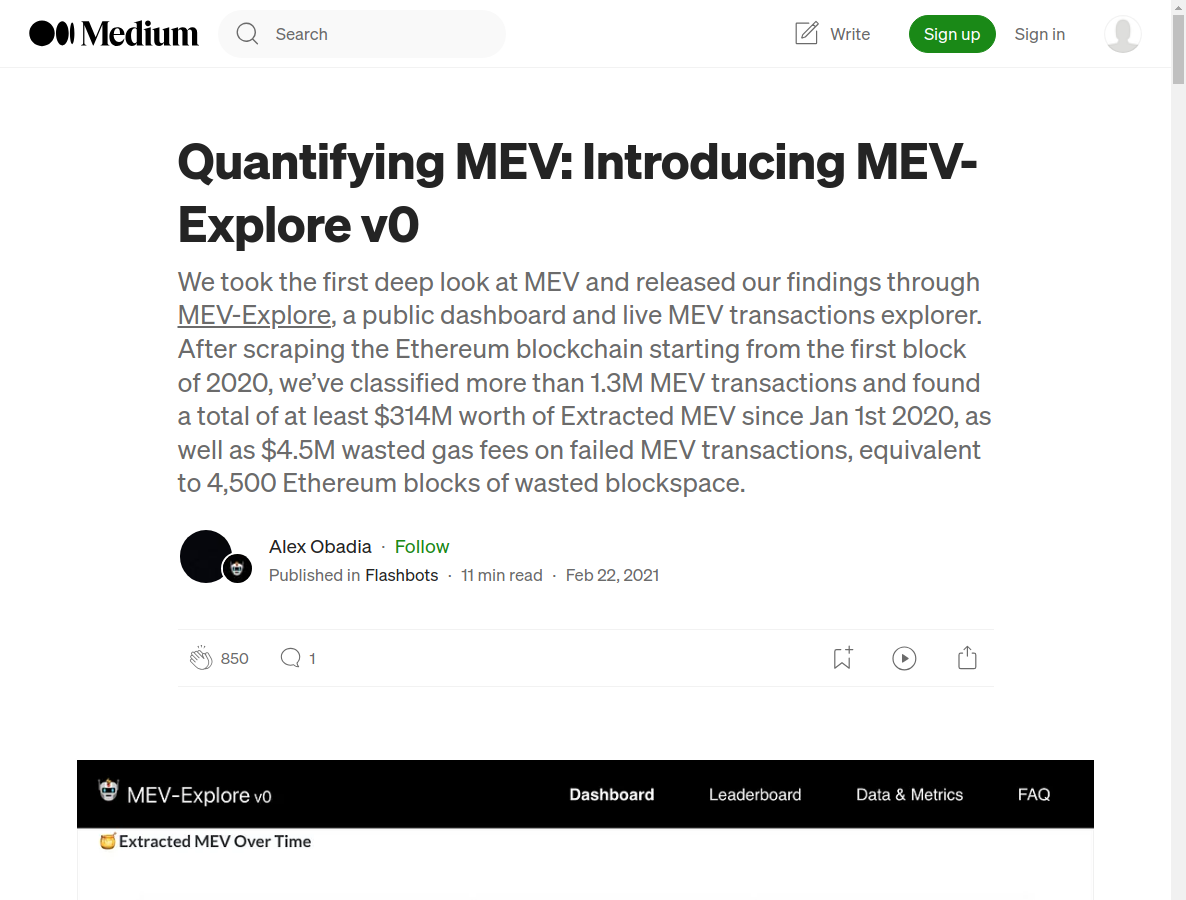 Medium
Search
Write
Sign up
Sign in
Quantifying MEV: Introducing MEV-
Explore v0
We took the first deep look at MEV and released our findings through
MEV-Explore, a public dashboard and live MEV transactions explorer.
After scraping the Ethereum blockchain starting from the first block
of 2020, we’ve classified more than 1.3M MEV transactions and found
a total of at least $314M worth of Extracted MEV since Jan 1st 2020, as
well as $4.5M wasted gas fees on failed MEV transactions, equivalent
to 4,500 Ethereum blocks of wasted blockspace.
Alex Obadia · Follow
Published in Flashbots · 11 min read · Feb 22, 2021
850
1
MEV-Explore v0
Dashboard
Leaderboard
Data & Metrics
FAQ
Extracted MEV Over Time